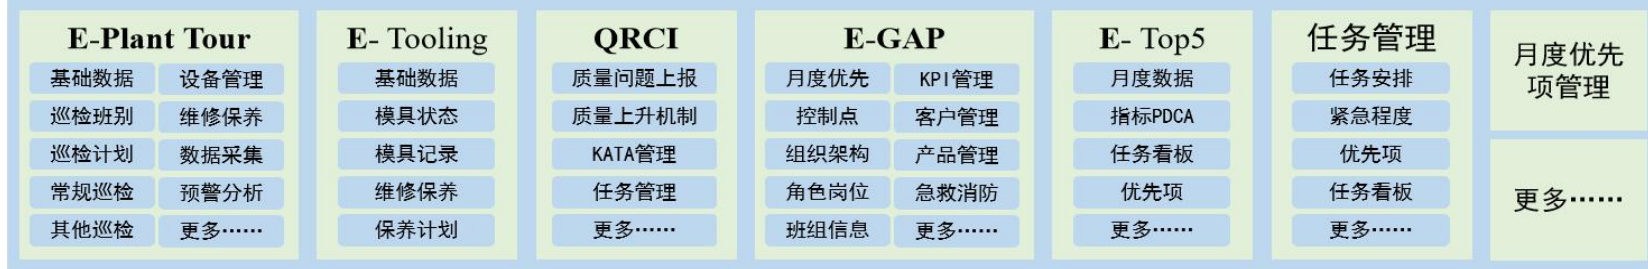 E-Plant Tour
基础数据 设备管理
巡检班别 维修保养
巡检计划 数据采集
常规巡检 预警分析
其他巡检 更多……
E- Tooling
基础数据
模具状态
模具记录
维修保养
保养计划
QRCI
质量问题上报
质量上升机制
KATA管理
任务管理
更多……
E-GAP
月度优先 KPI管理
控制点 客户管理
组织架构 产品管理
角色岗位 急救消防
班组信息 更多……
E- Top5
月度数据
指标PDCA
任务看板
优先项
更多……
任务管理
任务安排
紧急程度
优先项
任务看板
更多……
月度优先
项管理
更多……